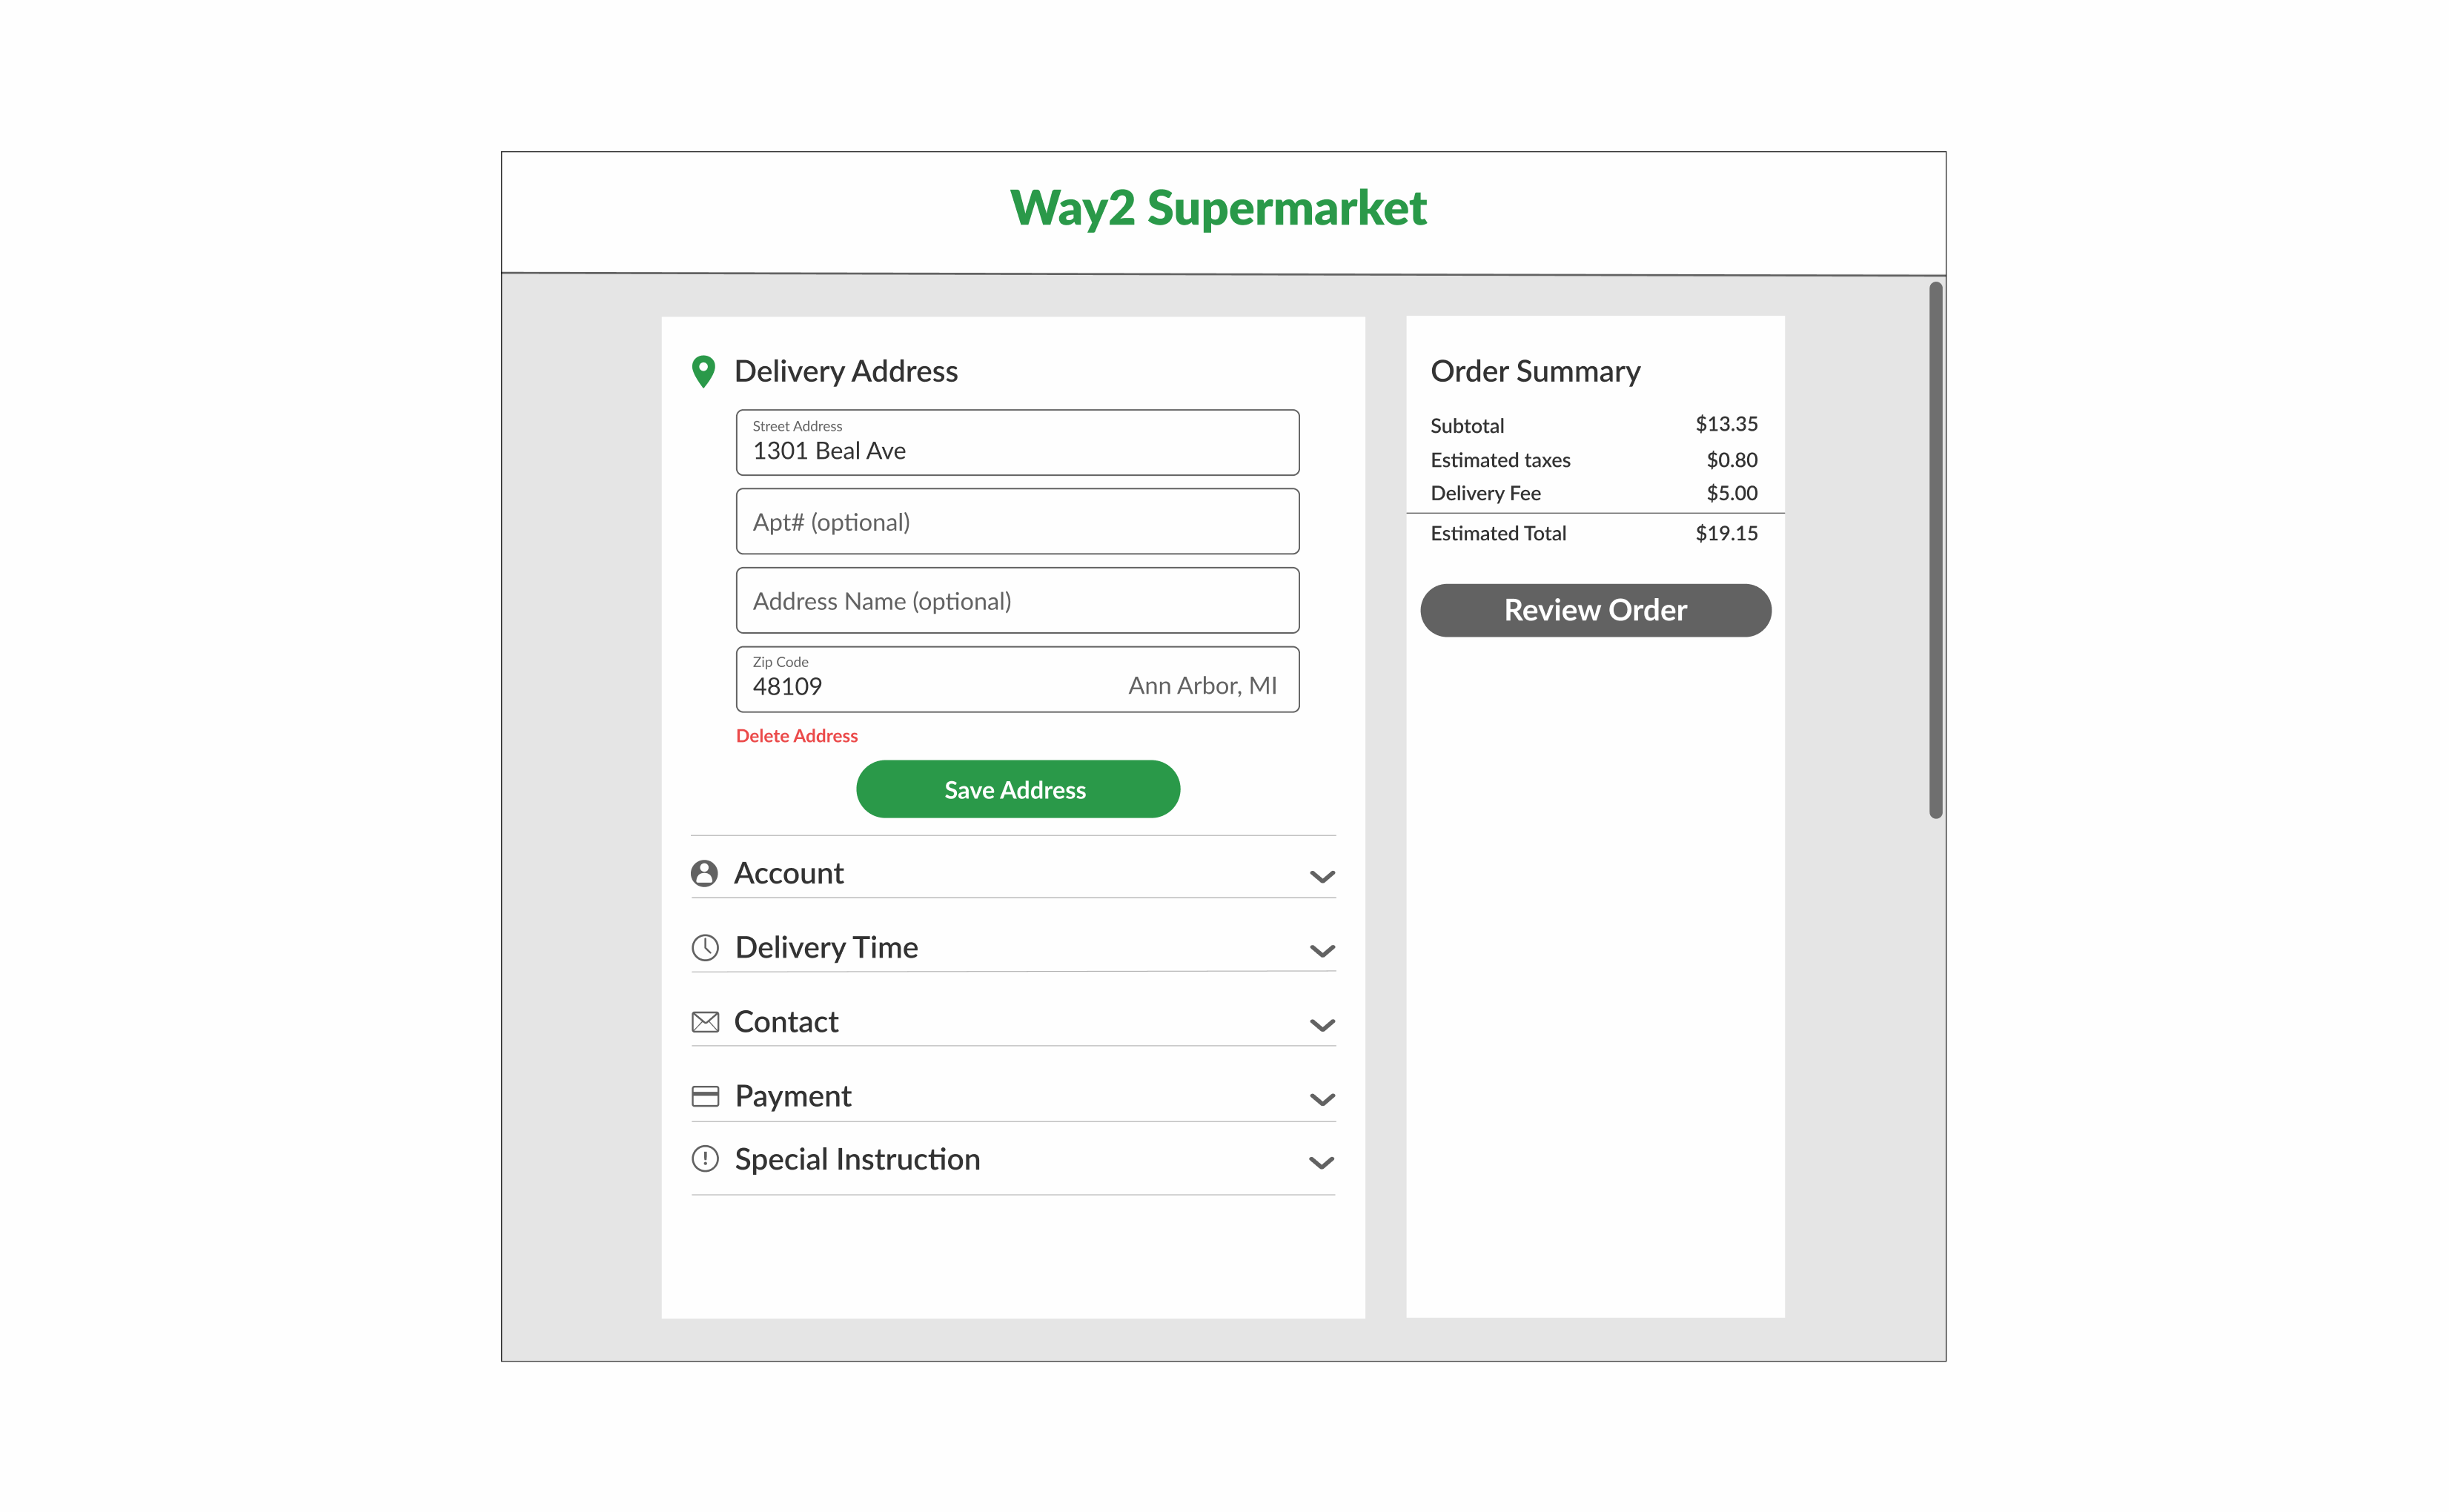 Way2 Supermarket
Delivery Address
Street Address
1301 Beal Ave
Apt# (optional)
Address Name (optional)
Zip Code
48109 Ann Arbor, MI
Delete Address
Save Address
Account
Delivery Time
Contact
Payment
Special Instruction
Order Summary
Subtotal $13.35
Estimated taxes $0.80
Delivery Fee $5.00
Estimated Total $19.15
Review Order